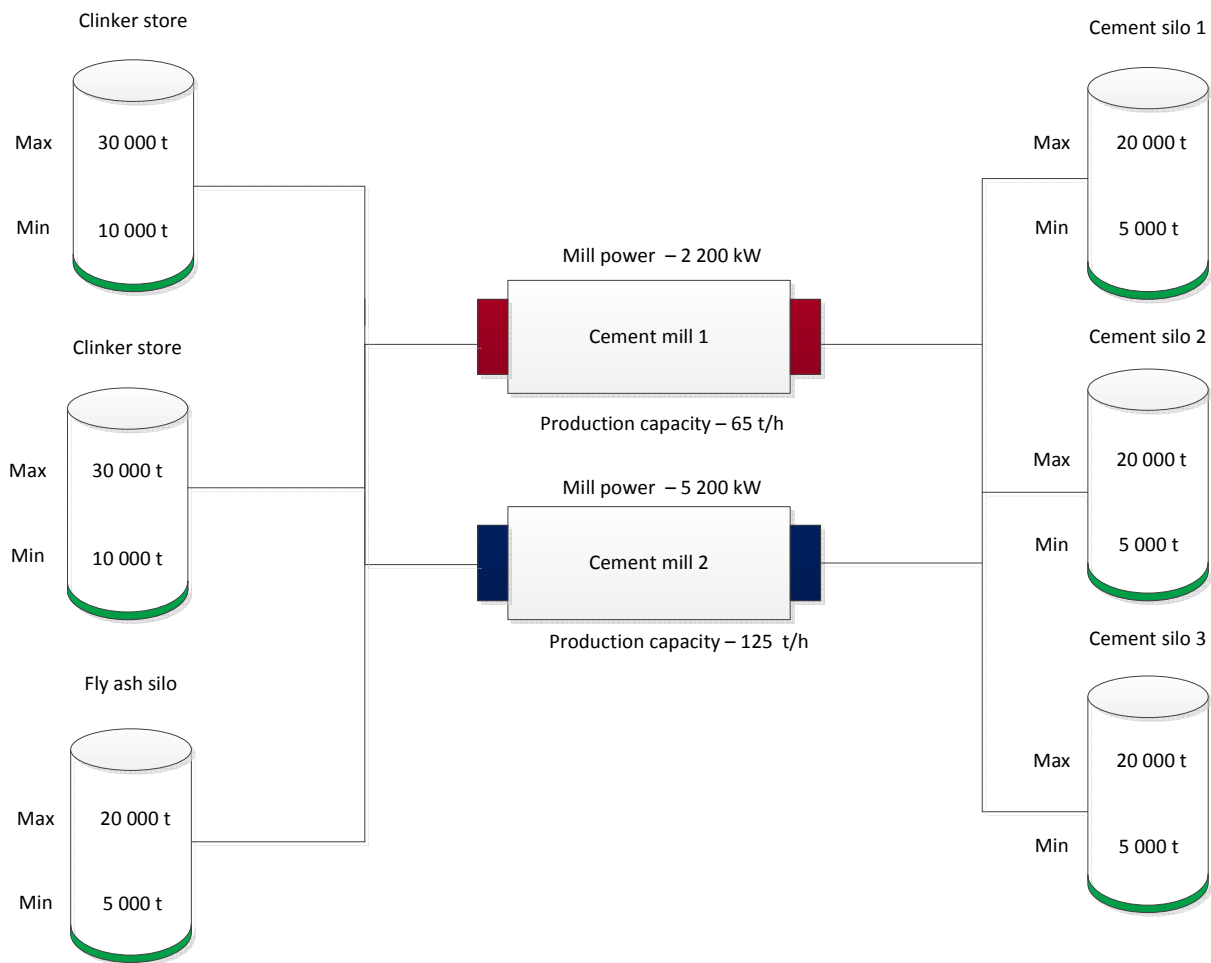 Clinker store
Max
30 000 t
Min
10 000 t
Clinker store
Max
30 000 t
Min
10 000 t
Fly ash silo
Max
20 000 t
Min
5 000 t
Mill power – 2 200 kW
Cement mill 1
Production capacity – 65 t/h
Mill power – 5 200 kW
Cement mill 2
Production capacity – 125 t/h
Cement silo 1
Max
20 000 t
Min
5 000 t
Cement silo 2
Max
20 000 t
Min
5 000 t
Cement silo 3
Max
20 000 t
Min
5 000 t